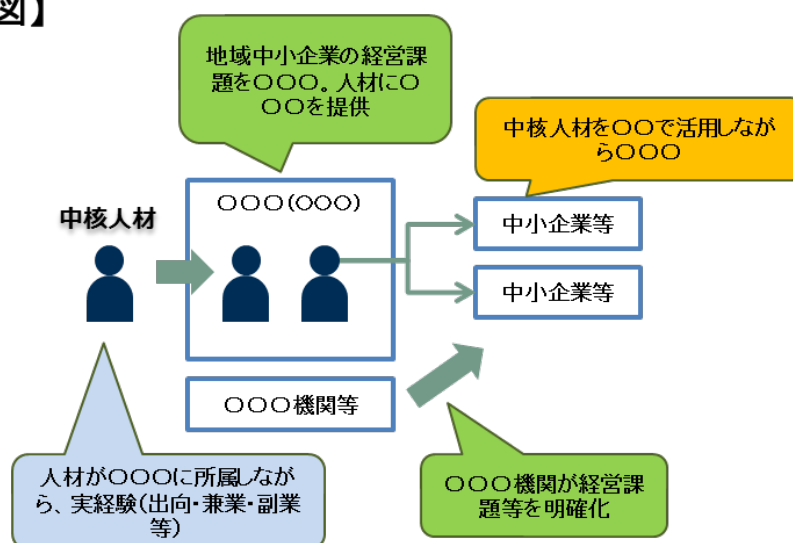 図】
地域中小企業の経営課
題を〇〇〇。人材に〇
〇〇を提供
中核人材を〇〇で活用しなが
ら〇〇〇
中核人材
〇〇〇(〇〇〇)
中小企業等
中小企業等
〇〇〇機関等
人材が〇〇〇に所属しなが
ら、実経験(出向・兼業・副業
等)
〇〇〇機関が経営課
題等を明確化